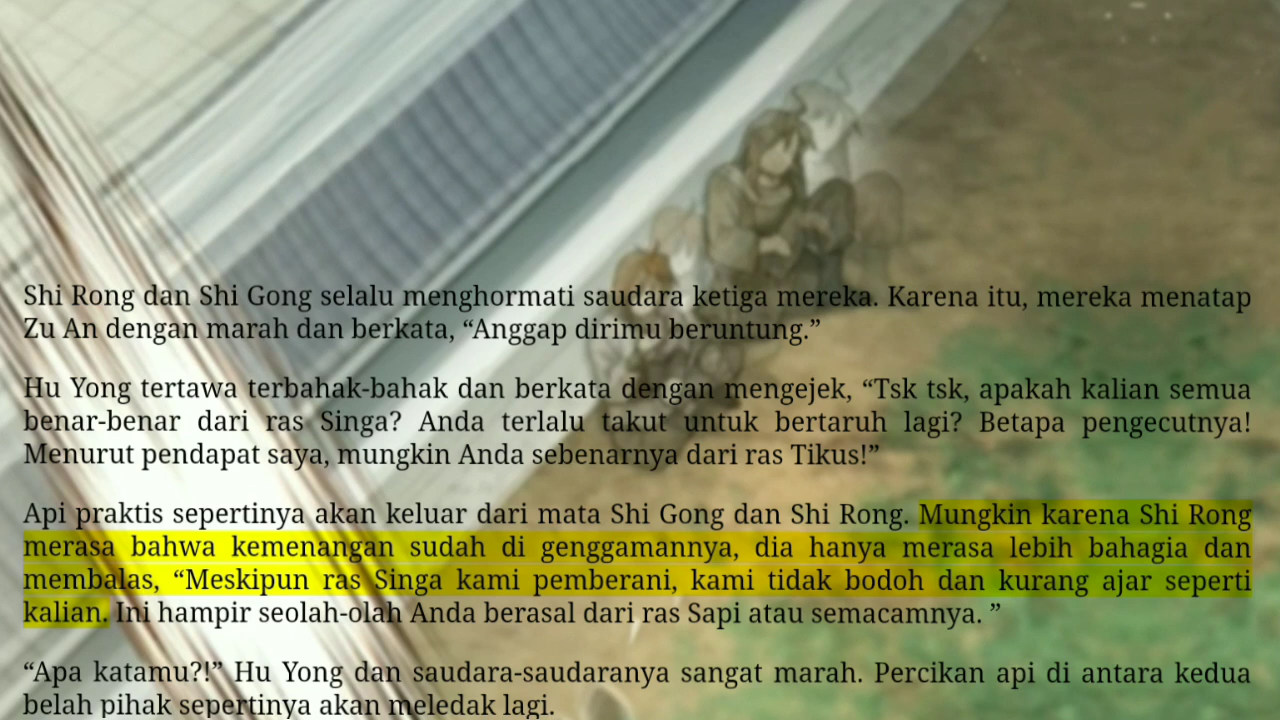 Shi Rong dan Shi Gong selalu menghormati saudara ketiga mereka. Karena itu, mereka menatap
Zu An dengan marah dan berkata, “Anggap dirimu beruntung.”
Hu Yong tertawa terbahak-bahak dan berkata dengan mengejek, “Tsk tsk, apakah kalian semua
benar-benar dari ras Singa? Anda terlalu takut untuk bertaruh lagi? Betapa pengecutnya!
Menurut pendapat saya, mungkin Anda sebenarnya dari ras Tikus!”
Api praktis sepertinya akan keluar dari mata Shi Gong dan Shi Rong. Mungkin karena Shi Rong
merasa bahwa kemenangan sudah di genggamannya, dia hanya merasa lebih bahagia dan
membalas, “Meskipun ras Singa kami pemberani, kami tidak bodoh dan kurang ajar seperti
kalian. Ini hampir seolah-olah Anda berasal dari ras Sapi atau semacamnya. ”
“Apa katamu?!” Hu Yong dan saudara-saudaranya sangat marah. Percikan api di antara kedua
belah pihak sepertinya akan meledak lagi.